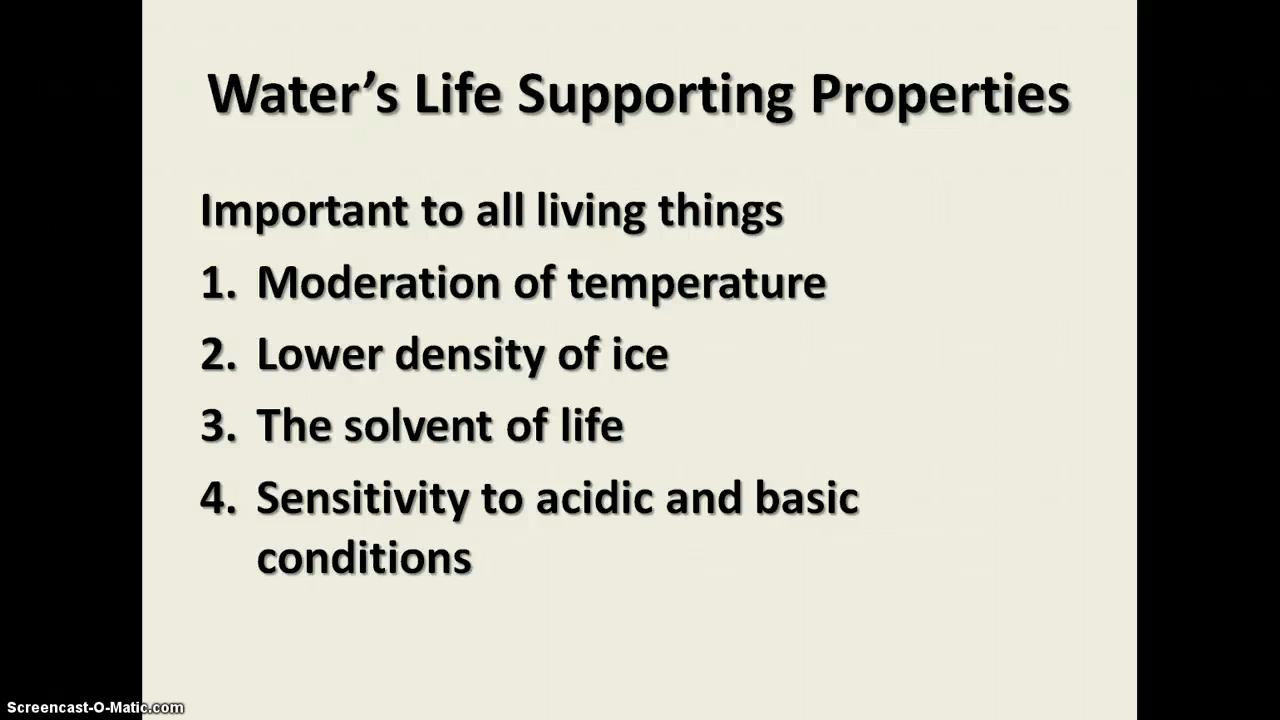 Water’s Life Supporting Properties
Important to all living things
1. Moderation of temperature
2. Lower density of ice
3. The solvent of life
4. Sensitivity to acidic and basic
conditions
Screencast-O-Matic.com